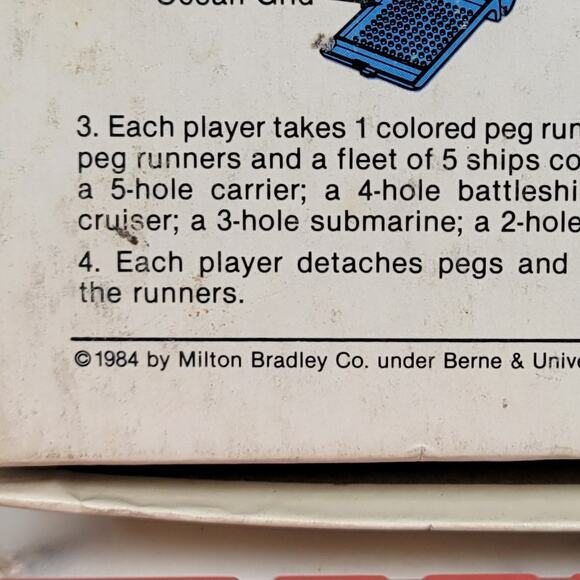 Ocean Grid
3. Each player takes 1 colored peg run
peg runners and a fleet of 5 ships co
a 5-hole carrier; a 4-hole battleshi
cruiser; a 3-hole submarine; a 2-hole
4. Each player detaches pegs and
the runners.
©1984 by Milton Bradley Co. under Berne & Unive